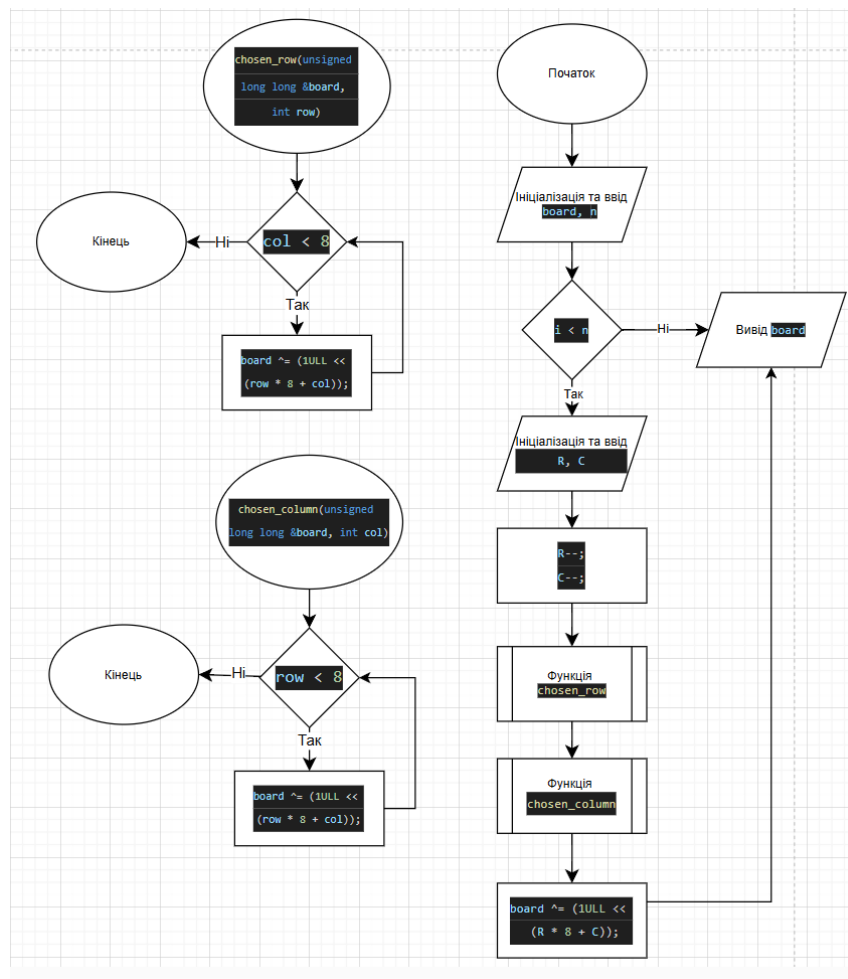 chosen_row(unsigned
long long &board,
int row)
col < 8
Ні
Кінець
Так
board ^= (1ULL <<
(row * 8 + col));
chosen_column(unsigned
long long &board, int col)
row < 8
Ні
Кінець
Так
board ^= (1ULL <<
(row * 8 + col));
Початок
Ініціалізація та ввід
board, n
i < n
Ні
Вивід board
Так
Ініціалізація та ввід
R, C
R--;
C--;
Функція
chosen_row
Функція
chosen_column
board ^= (1ULL <<
(R * 8 + C));